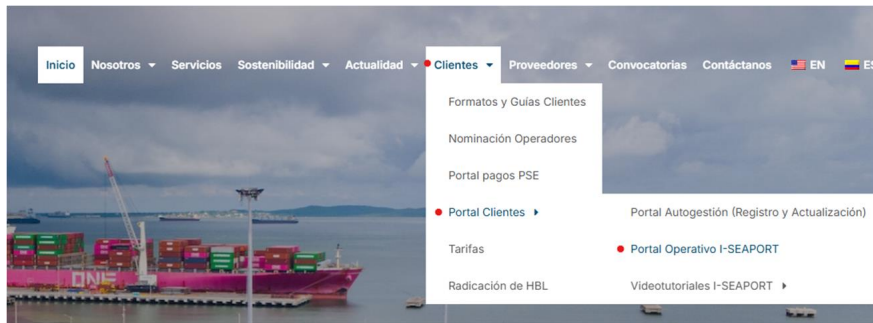 Inicio Nosotros Servicios Sostenibilidad Actualidad Clientes Proveedores Convocatorias Contáctanos EN ES
Formatos y Guías Clientes
Nominación Operadores
Portal pagos PSE
Portal Clientes
Portal Autogestión (Registro y Actualización)
Tarifas
Portal Operativo I-SEAPORT
Radicación de HBL
Videotutoriales I-SEAPORT
ONE